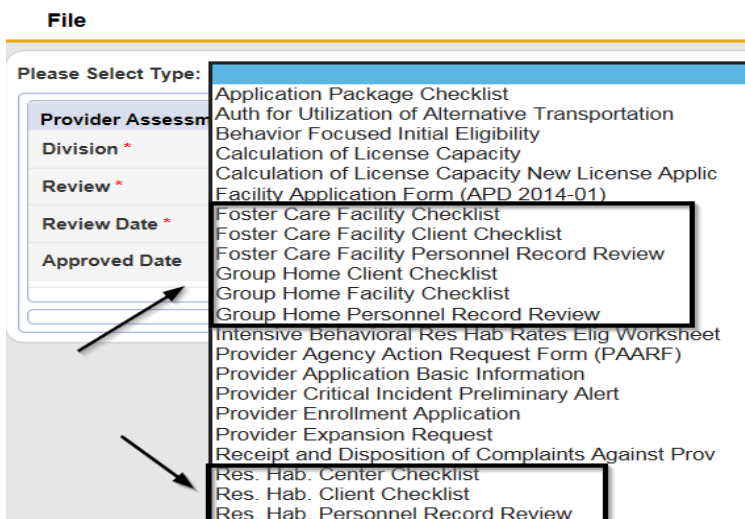 File
Please Select Type:
Application Package Checklist
Auth for Utilization of Alternative Transportation
Behavior Focused Initial Eligibility
Calculation of License Capacity
Calculation of License Capacity New License Applic
Facility Application Form (APD 2014-01)
Foster Care Facility Checklist
Foster Care Facility Client Checklist
Foster Care Facility Personnel Record Review
Group Home Client Checklist
Group Home Facility Checklist
Group Home Personnel Record Review
Intensive Behavioral Res Hab Rates Elig Worksheet
Provider Agency Action Request Form (PAARF)
Provider Application Basic Information
Provider Critical Incident Preliminary Alert
Provider Enrollment Application
Provider Expansion Request
Receipt and Disposition of Complaints Against Prov
Res. Hab. Center Checklist
Res. Hab. Client Checklist
Res. Hab. Personnel Record Review
Provider Assessm
Division *
Review *
Review Date *
Approved Date